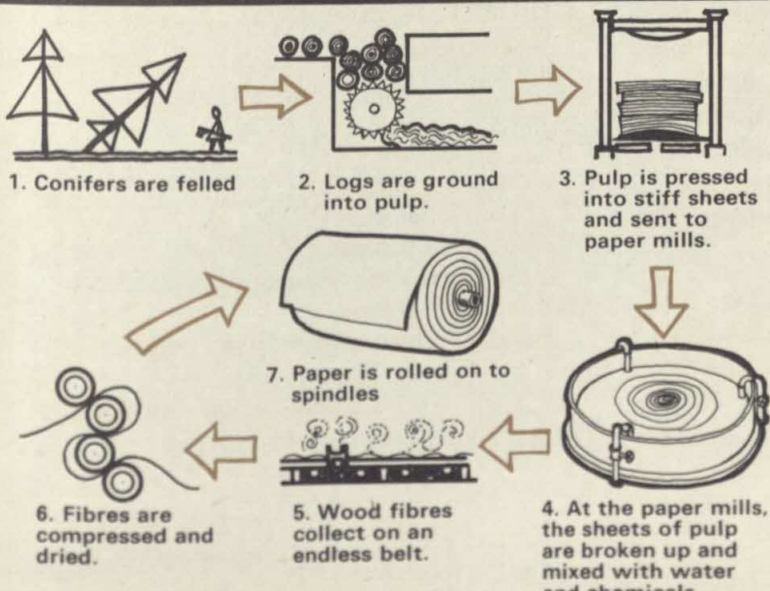 1. Conifers are felled
2. Logs are ground
into pulp.
3. Pulp is pressed
into stiff sheets
and sent to
paper mills.
4. At the paper mills,
the sheets of pulp
are broken up and
mixed with water
and chemicals
5. Wood fibres
collect on an
endless belt.
6. Fibres are
compressed and
dried.
7. Paper is rolled on to
spindles